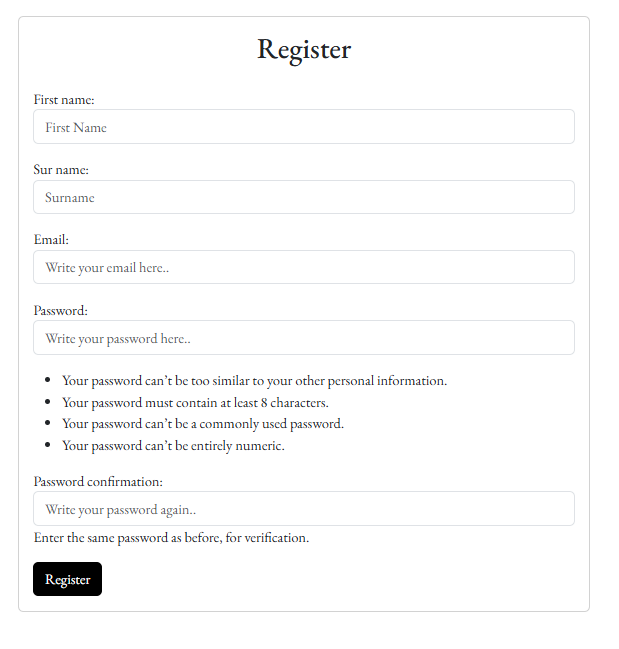 Register
First name:
First Name
Sur name:
Surname
Email:
Write your email here..
Password:
Write your password here..
Your password can’t be too similar to your other personal information.
Your password must contain at least 8 characters.
Your password can’t be a commonly used password.
Your password can’t be entirely numeric.
Password confirmation:
Write your password again..
Enter the same password as before, for verification.
Register